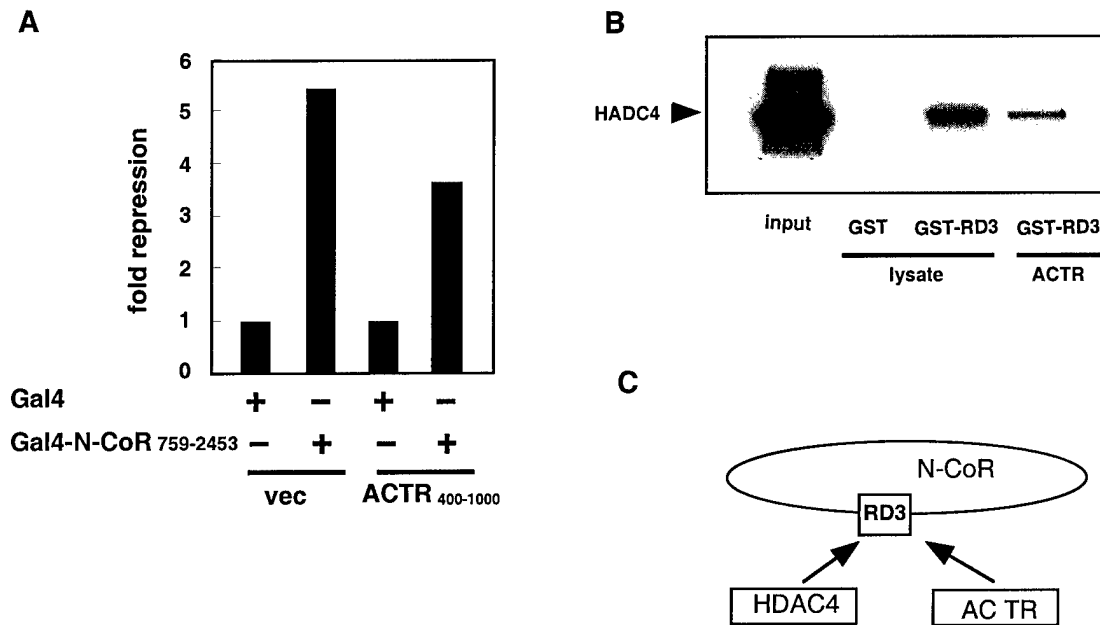 A
fold repression
6
5
4
3
2
1
0
Gal4 + – + –
Gal4-N-CoR 759-2453 – + – +
vec ACTR 400-1000
B
HADC4
input GST GST-RD3 GST-RD3
lysate ACTR
C
N-CoR
RD3
HDAC4 AC TR